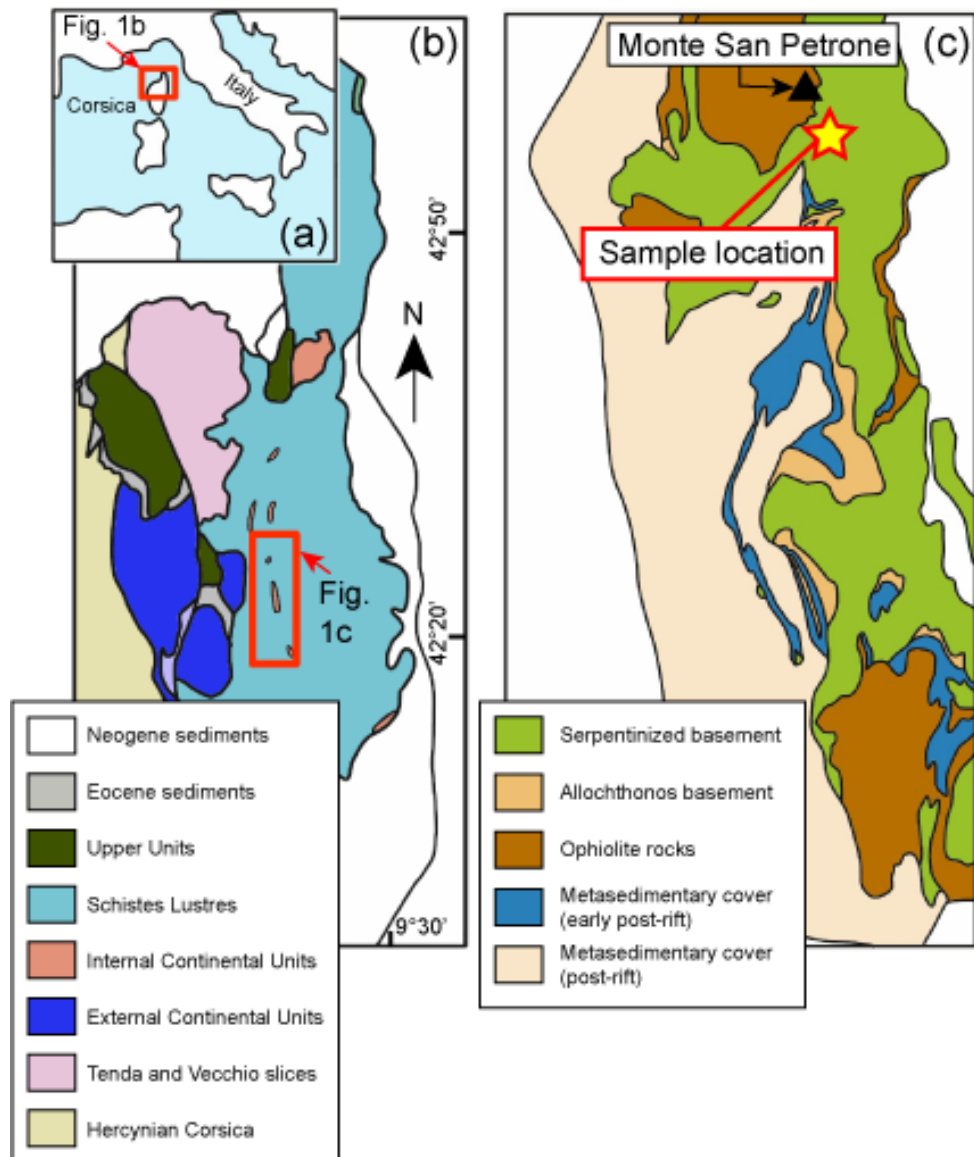 Fig. 1b
Corsica
Italy
(a)
(b)
42°50'
N
Fig.
1c
42°20'
9°30'
Neogene sediments
Eocene sediments
Upper Units
Schistes Lustres
Internal Continental Units
External Continental Units
Tenda and Vecchio slices
Hercynian Corsica
(c)
Monte San Petrone
Sample location
Serpentinized basement
Allochthonos basement
Ophiolite rocks
Metasedimentary cover
(early post-rift)
Metasedimentary cover
(post-rift)